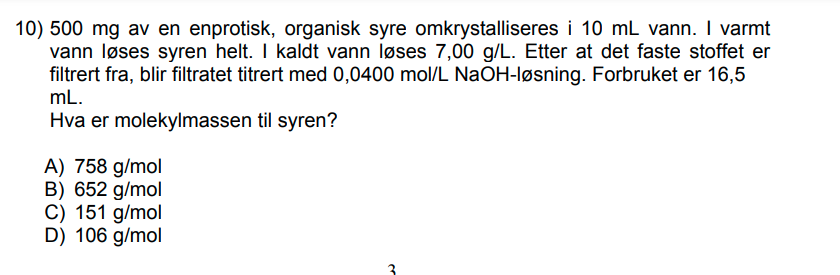 10) 500 mg av en enprotisk, organisk syre omkrystalliseres i 10 mL vann. I varmt
vann løses syren helt. I kaldt vann løses 7,00 g/L. Etter at det faste stoffet er
filtrert fra, blir filtratet titrert med 0,0400 mol/L NaOH-løsning. Forbruket er 16,5
mL.
Hva er molekylmassen til syren?
A) 758 g/mol
B) 652 g/mol
C) 151 g/mol
D) 106 g/mol
3